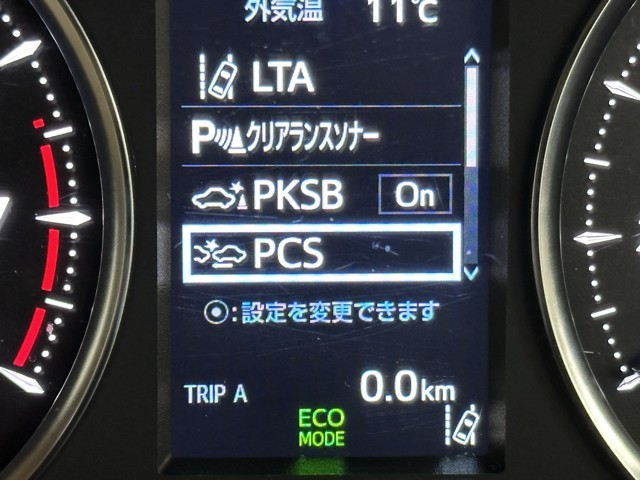 外気温 11℃
LTA
P クリアランスソナー
PKSB On
PCS
⦿:設定を変更できます
TRIP A 0.0km
ECO
MODE